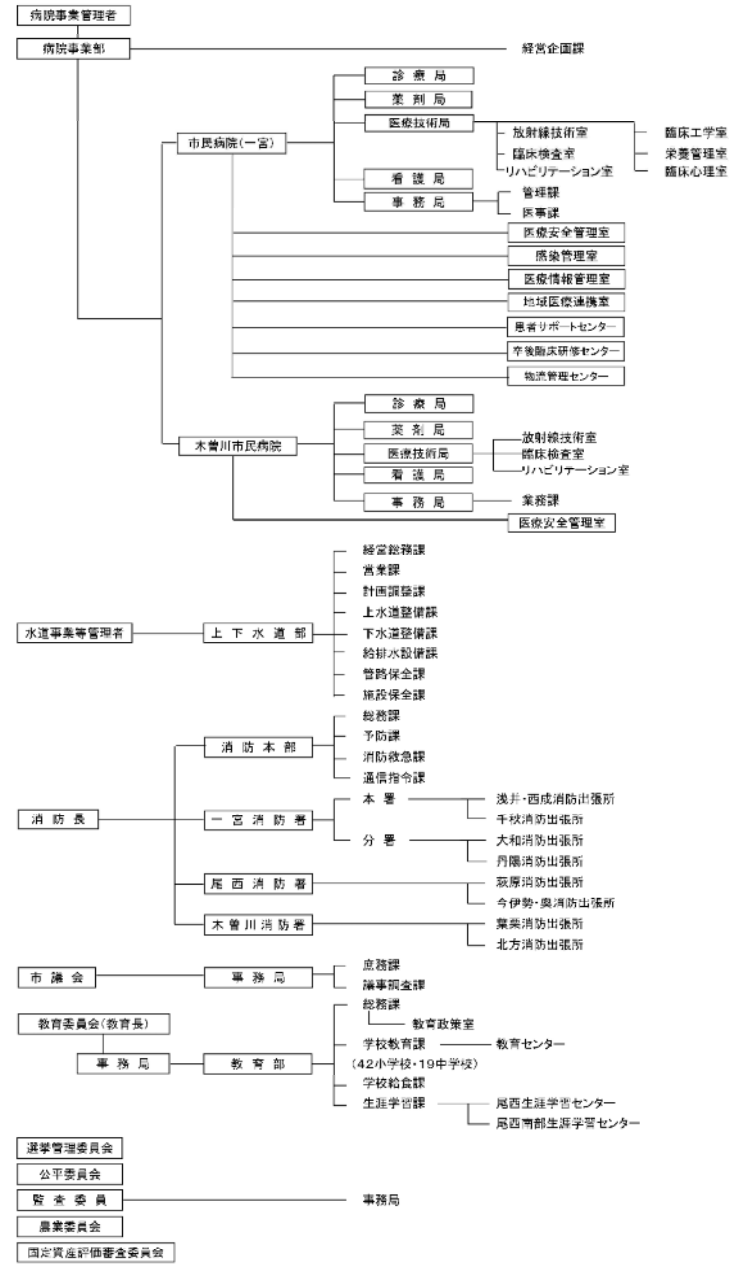 病院事業管理者
病院事業部 経営企画課
市民病院(一宮)
診療局
薬剤局
医療技術局
放射線技術室 臨床工学室
臨床検査室 栄養管理室
リハビリテーション室 臨床心理室
看護局
事務局 管理課
医事課
医療安全管理室
感染管理室
医療情報管理室
地域医療連携室
患者サポートセンター
卒後臨床研修センター
物流管理センター
木曽川市民病院
診療局
薬剤局
医療技術局
放射線技術室
臨床検査室
リハビリテーション室
看護局
事務局 業務課
医療安全管理室
水道事業等管理者 上下水道部
経営総務課
営業課
計画調整課
上水道整備課
下水道整備課
給排水設備課
管路保全課
施設保全課
消防長
消防本部
総務課
予防課
消防救急課
通信指令課
一宮消防署
本署 浅井・西成消防出張所
千秋消防出張所
分署 大和消防出張所
丹陽消防出張所
尾西消防署 萩原消防出張所
今伊勢・奥消防出張所
木曽川消防署 葉栗消防出張所
北方消防出張所
市議会 事務局
庶務課
議事調査課
教育委員会(教育長)
事務局 教育部
総務課
教育政策室
学校教育課 教育センター
(42小学校・19中学校)
学校給食課
生涯学習課 尾西生涯学習センター
尾西南部生涯学習センター
選挙管理委員会
公平委員会
監査委員 事務局
農業委員会
固定資産評価審査委員会